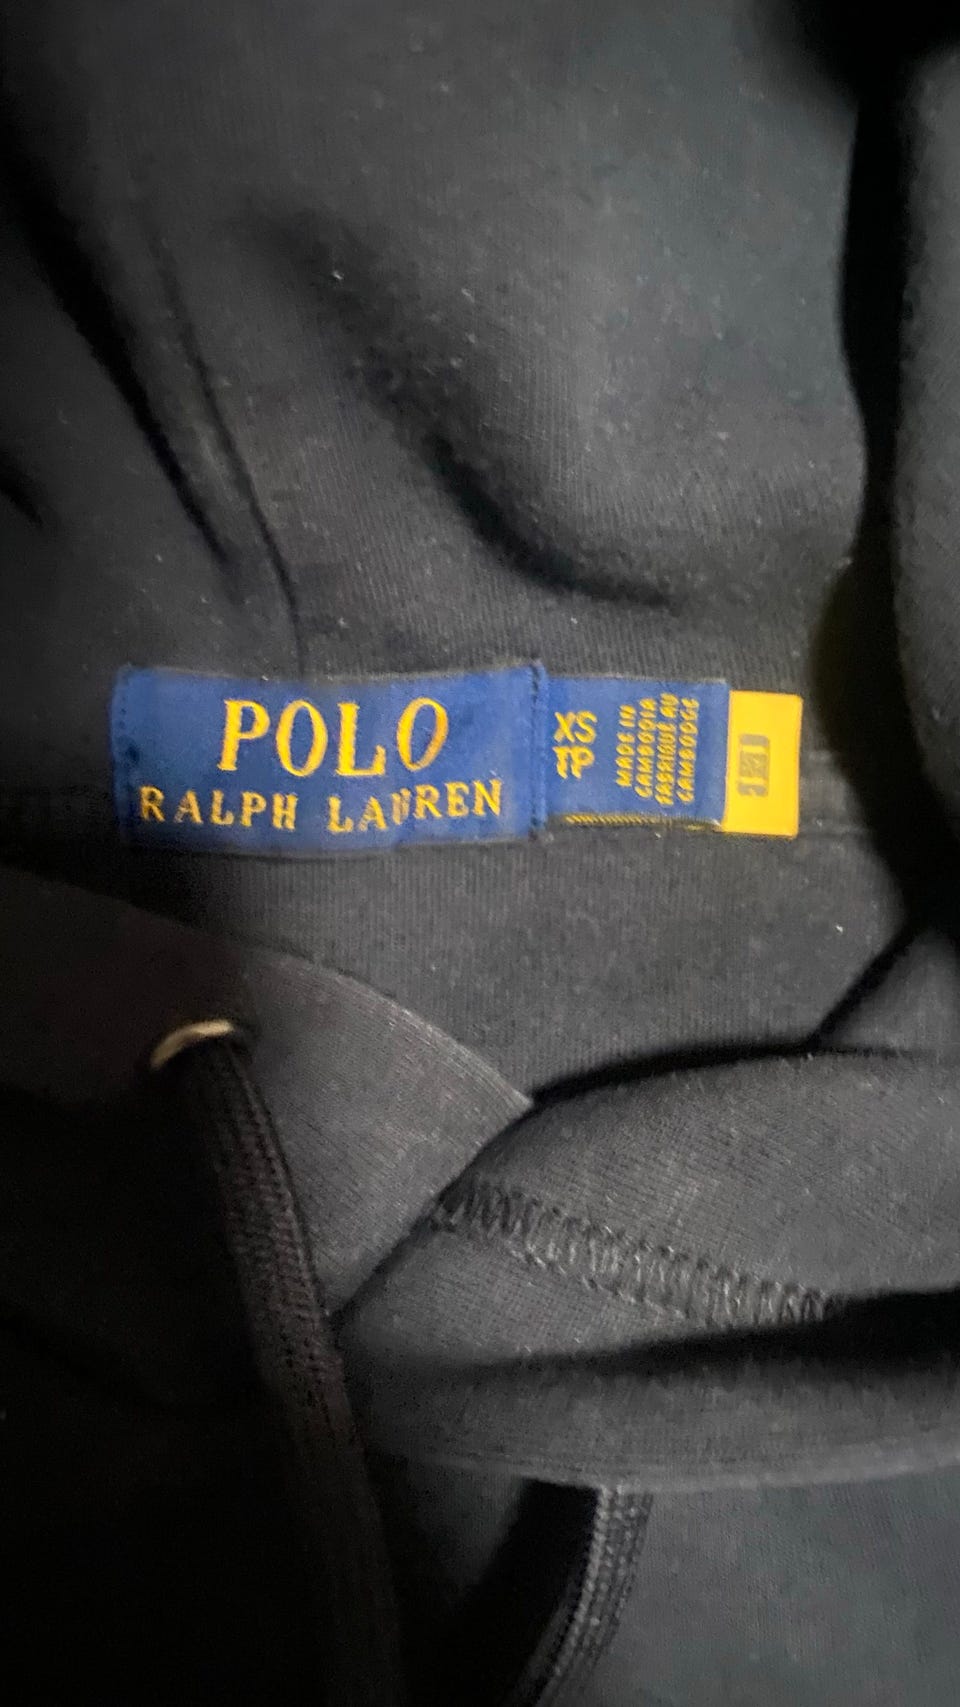 POLO
RALPH LAUREN
XS
TP
MADE IN
CAMBODIA
FABRIQUÉ AU
CAMBODGE